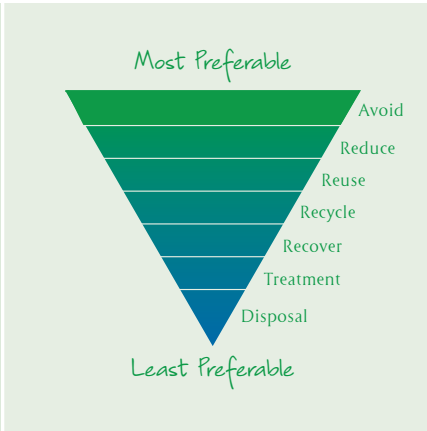 Most Preferable
Avoid
Reduce
Reuse
Recycle
Recover
Treatment
Disposal
Least Preferable